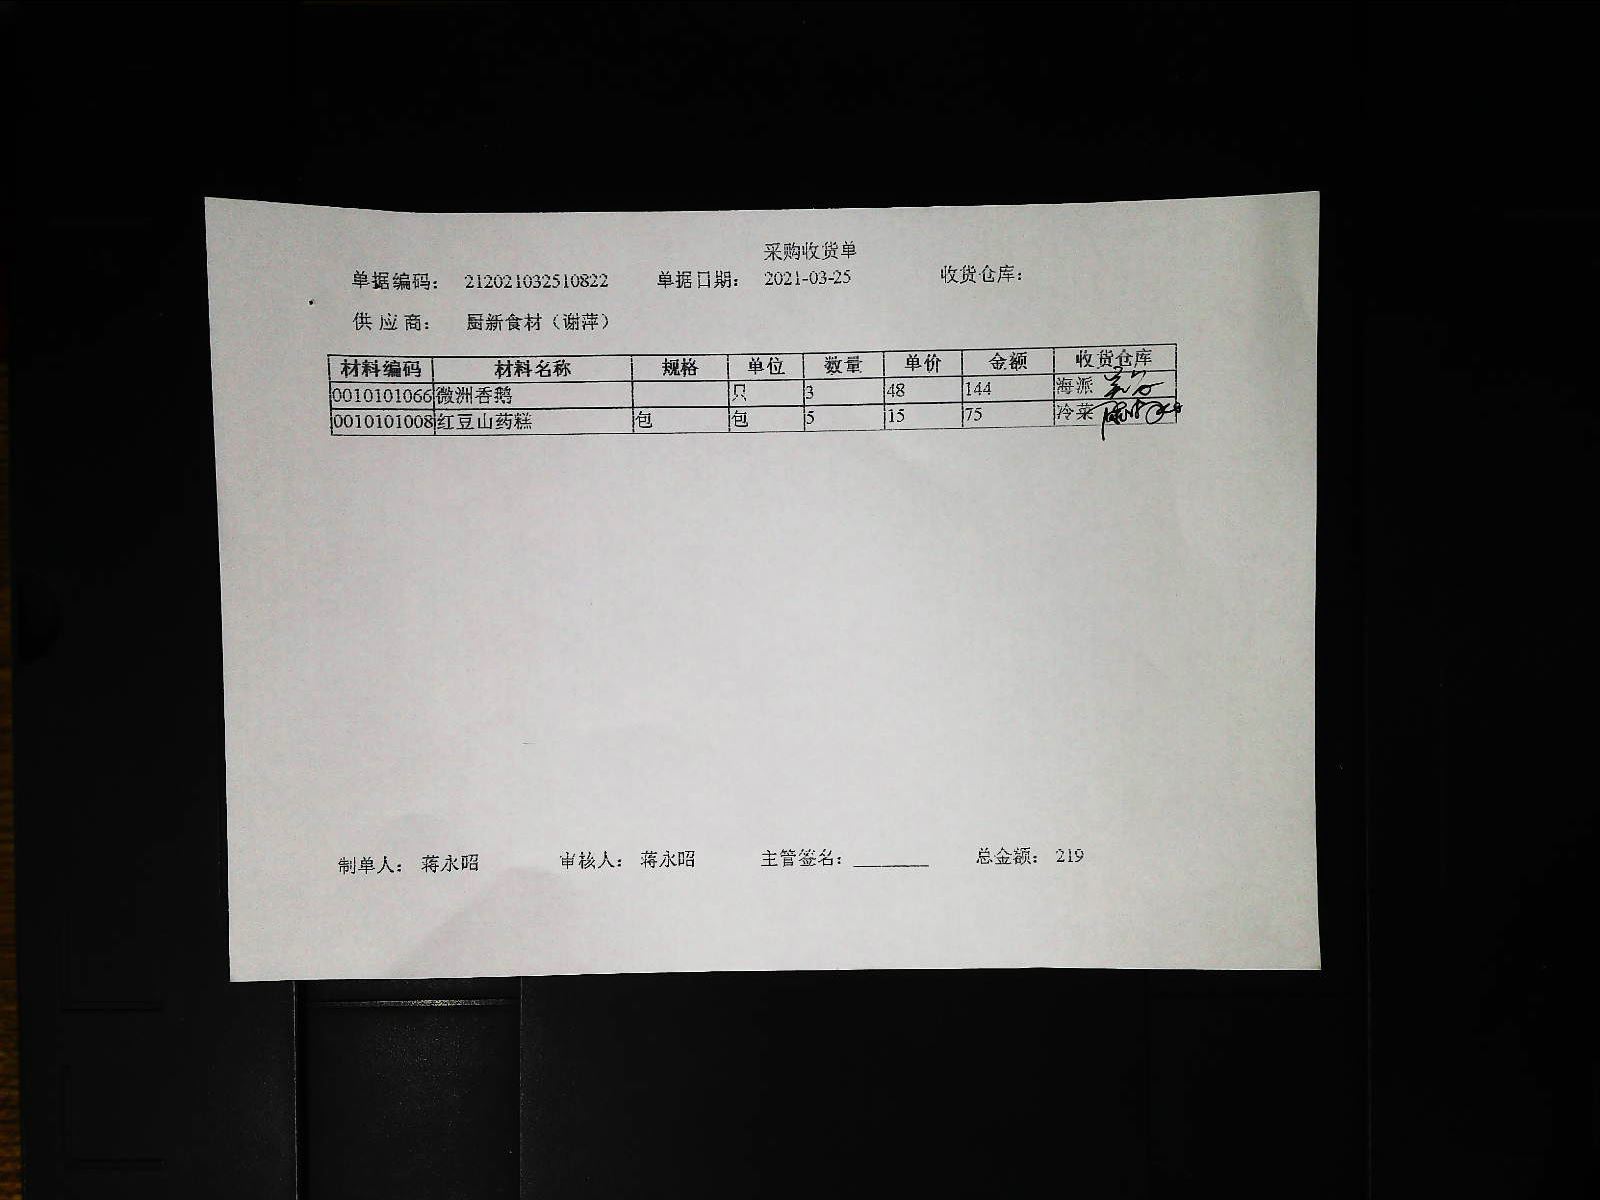 采购收货单
单据编码： 212021032510822 单据日期： 2021-03-25 收货仓库：
供 应 商： 厨新食材（谢萍）
材料编码 材料名称 规格 单位 数量 单价 金额 收货仓库
0010101066 微洲香鹅 只 3 48 144 海派
0010101008 红豆山药糕 包 包 5 15 75 冷菜
制单人： 蒋永昭 审核人： 蒋永昭 主管签名：________ 总金额： 219